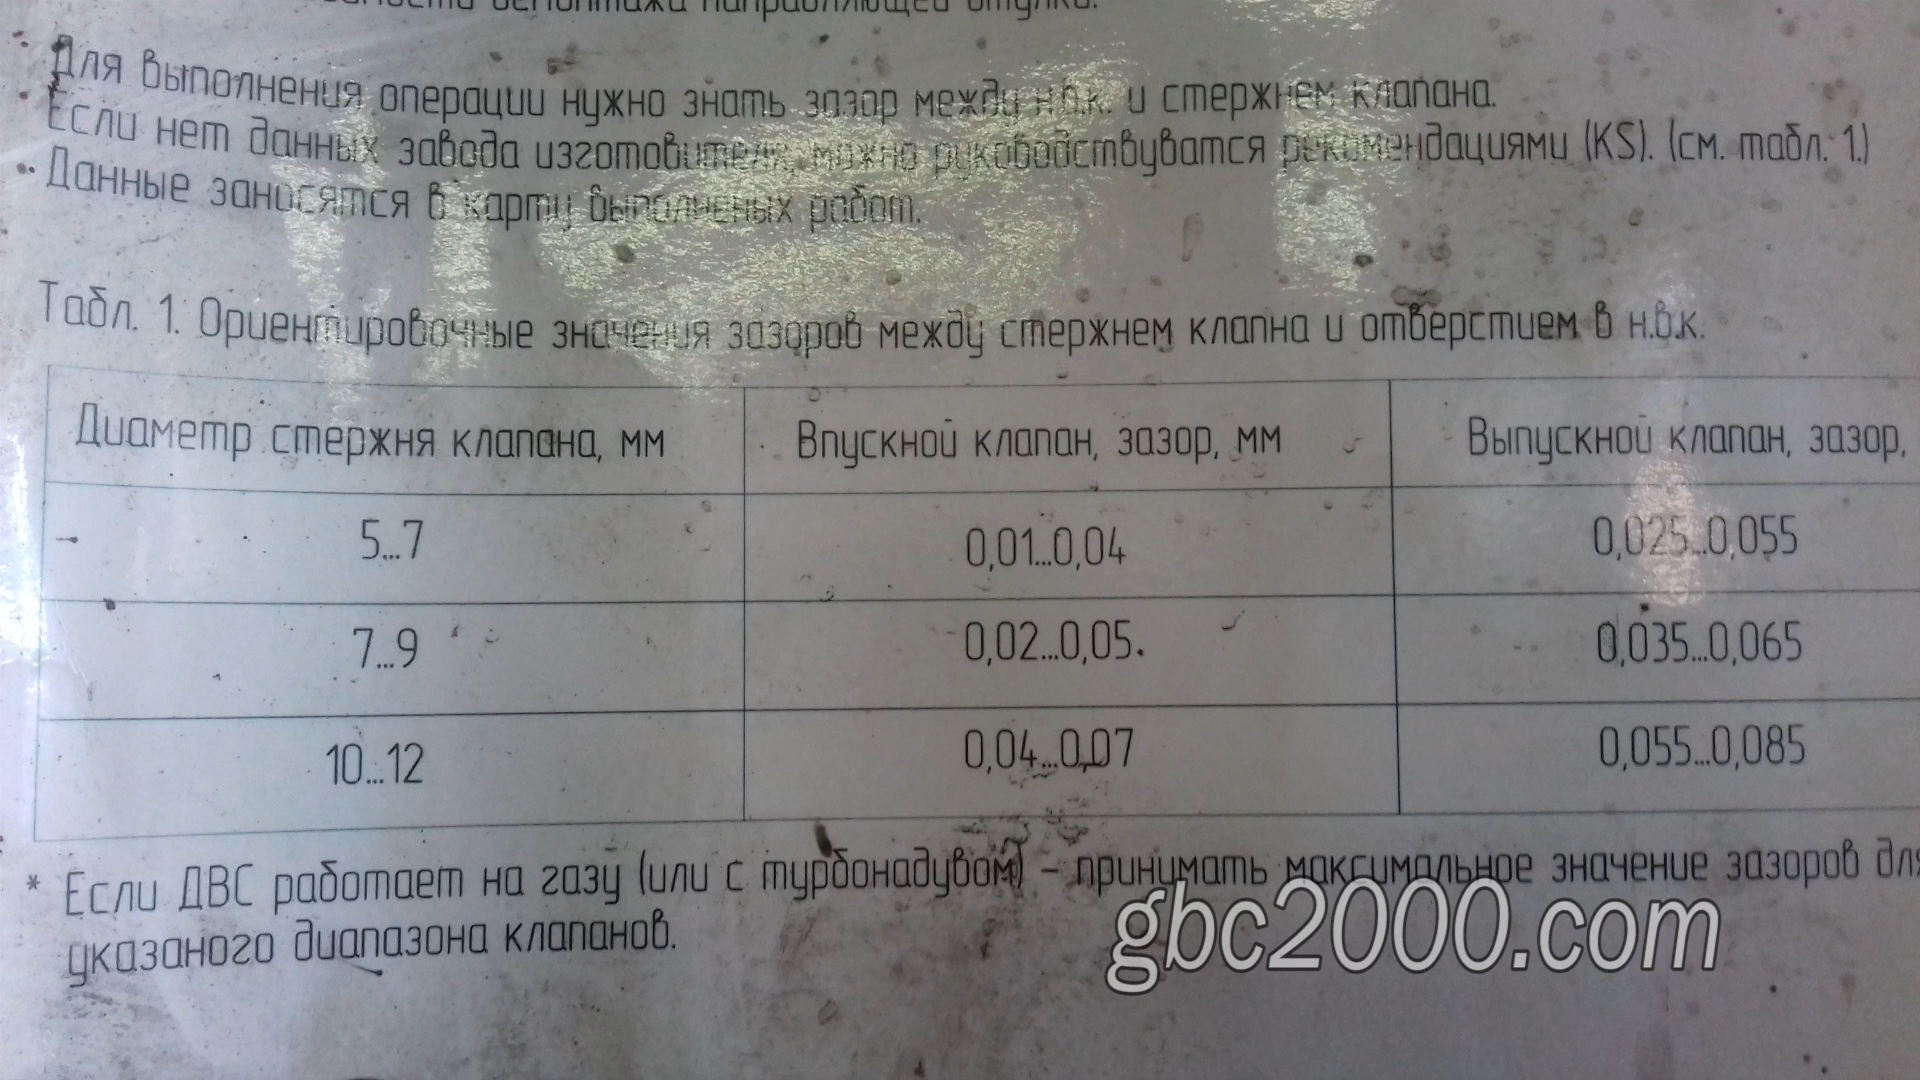 демонтажа направляющей втулки.
Для выполнения операции нужно знать зазор между н.в.к. и стержнем клапана.
Если нет данных завода изготовителя, можно руководствуватся рекомендациями (KS). (см. табл. 1.)
Данные заносятся в карту выполненых работ.
Табл. 1. Ориентировочные значения зазоров между стержнем клапна и отверстием в н.в.к.
Диаметр стержня клапана, мм Впускной клапан, зазор, мм Выпускной клапан, зазор,
5...7 0,01...0,04 0,025...0,055
7...9 0,02...0,05. 0,035...0,065
10...12 0,04...0,07 0,055...0,085
* Если ДВС работает на газу (или с турбонадувом) – принимать максимальное значение зазоров для
указаного диапазона клапанов.
gbc2000.com